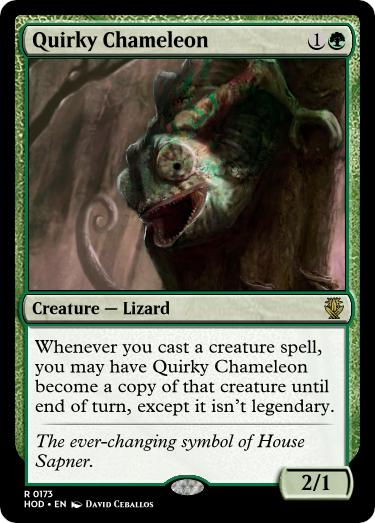 Quirky Chameleon 1
Creature — Lizard
Whenever you cast a creature spell,
you may have Quirky Chameleon
become a copy of that creature until
end of turn, except it isn't legendary.
The ever-changing symbol of House
Sapner.
2/1
R 0173
HOD • EN DAVID CEBALLOS